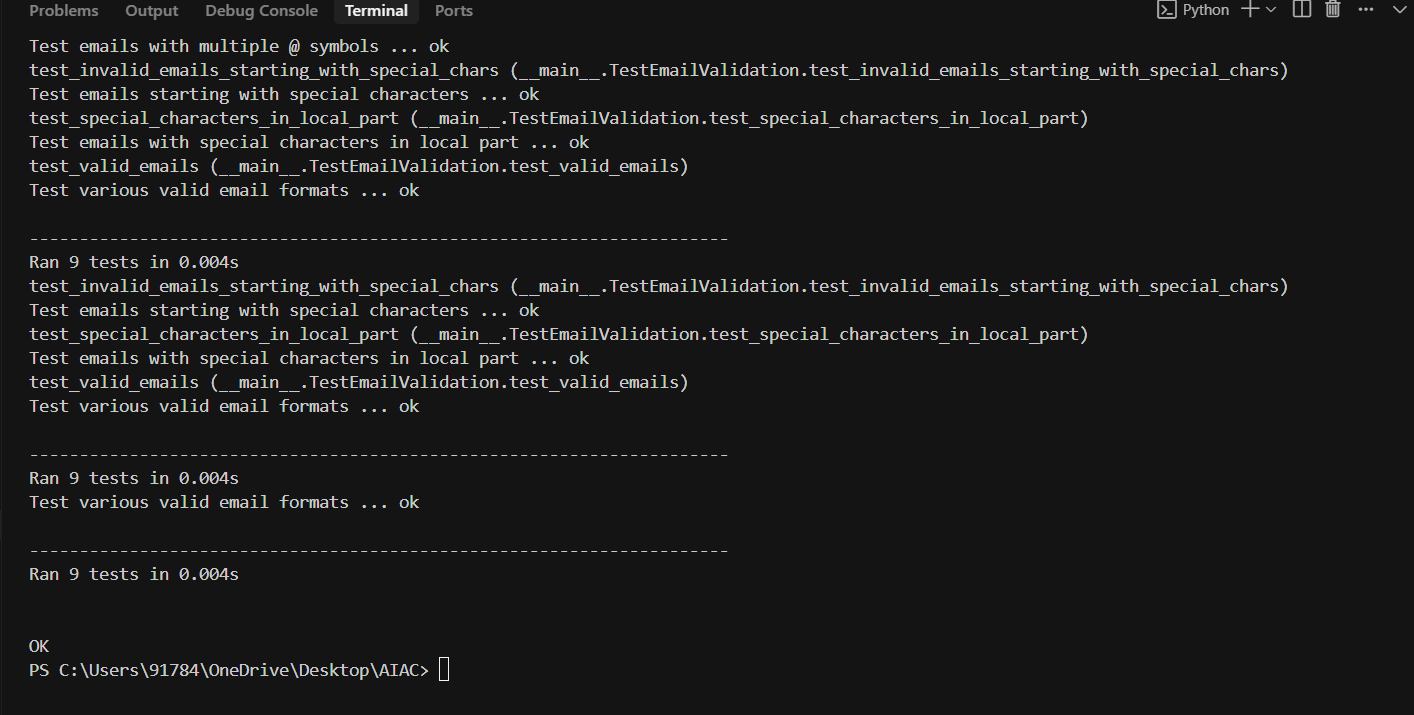 Problems Output Debug Console Terminal Ports Python
Test emails with multiple @ symbols ... ok
test_invalid_emails_starting_with_special_chars (__main__.TestEmailValidation.test_invalid_emails_starting_with_special_chars)
Test emails starting with special characters ... ok
test_special_characters_in_local_part (__main__.TestEmailValidation.test_special_characters_in_local_part)
Test emails with special characters in local part ... ok
test_valid_emails (__main__.TestEmailValidation.test_valid_emails)
Test various valid email formats ... ok
----------------------------------------------------------------------
Ran 9 tests in 0.004s
test_invalid_emails_starting_with_special_chars (__main__.TestEmailValidation.test_invalid_emails_starting_with_special_chars)
Test emails starting with special characters ... ok
test_special_characters_in_local_part (__main__.TestEmailValidation.test_special_characters_in_local_part)
Test emails with special characters in local part ... ok
test_valid_emails (__main__.TestEmailValidation.test_valid_emails)
Test various valid email formats ... ok
----------------------------------------------------------------------
Ran 9 tests in 0.004s
Test various valid email formats ... ok
----------------------------------------------------------------------
Ran 9 tests in 0.004s
OK
PS C:\Users\91784\OneDrive\Desktop\AIAC>